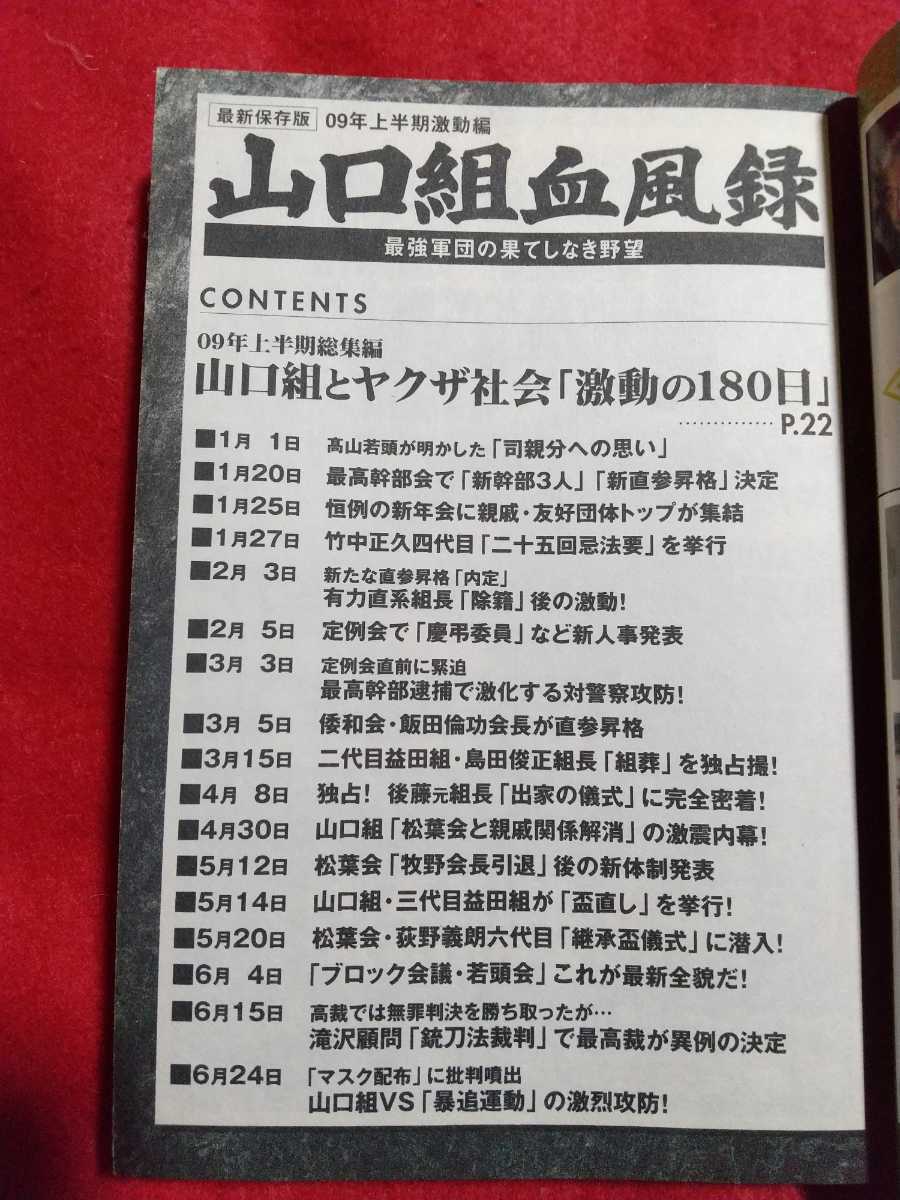 最新保存版 09年上半期激動編
山口組血風録
最強軍団の果てしなき野望
CONTENTS
09年上半期総集編
山口組とヤクザ社会「激動の180日」
…………… P.22
■1月 1日 髙山若頭が明かした「司親分への思い」
■1月20日 最高幹部会で「新幹部3人」「新直参昇格」決定
■1月25日 恒例の新年会に親戚・友好団体トップが集結
■1月27日 竹中正久四代目「二十五回忌法要」を挙行
■2月 3日 新たな直参昇格「内定」
有力直系組長「除籍」後の激動!
■2月 5日 定例会で「慶弔委員」など新人事発表
■3月 3日 定例会直前に緊迫
最高幹部逮捕で激化する対警察攻防!
■3月 5日 倭和会・飯田倫功会長が直参昇格
■3月15日 二代目益田組・島田俊正組長「組葬」を独占撮!
■4月 8日 独占! 後藤元組長「出家の儀式」に完全密着!
■4月30日 山口組「松葉会と親戚関係解消」の激震内幕!
■5月12日 松葉会「牧野会長引退」後の新体制発表
■5月14日 山口組・三代目益田組が「盃直し」を挙行!
■5月20日 松葉会・荻野義朗六代目「継承盃儀式」に潜入!
■6月 4日 「ブロック会議・若頭会」これが最新全貌だ!
■6月15日 高裁では無罪判決を勝ち取ったが…
滝沢顧問「銃刀法裁判」で最高裁が異例の決定
■6月24日 「マスク配布」に批判噴出
山口組VS「暴追運動」の激烈攻防!